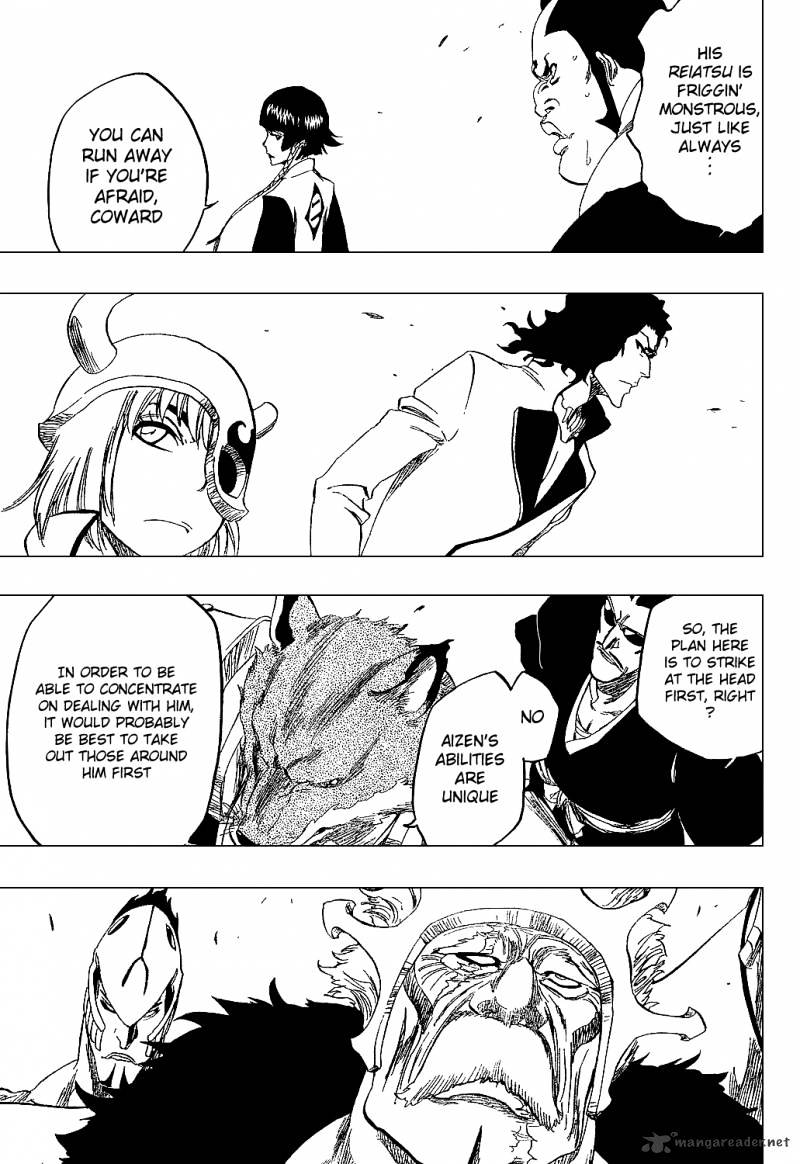 HIS
REIATSU IS
FRIGGIN'
MONSTROUS,
JUST LIKE
ALWAYS
...
YOU CAN
RUN AWAY
IF YOU'RE
AFRAID,
COWARD
SO, THE
PLAN HERE
IS TO STRIKE
AT THE HEAD
FIRST, RIGHT
?
NO
AIZEN'S
ABILITIES
ARE
UNIQUE
IN ORDER TO BE
ABLE TO CONCENTRATE
ON DEALING WITH HIM,
IT WOULD PROBABLY
BE BEST TO TAKE
OUT THOSE AROUND
HIM FIRST
mangareader.net